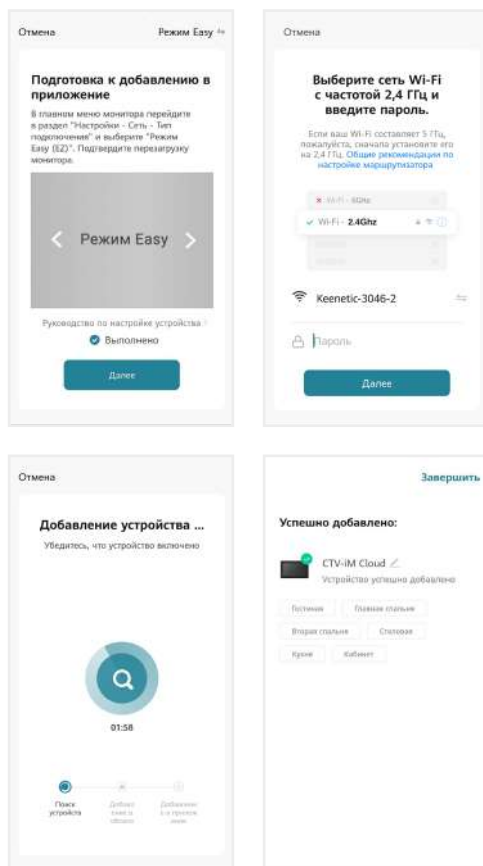 Отмена
Режим Easy
Подготовка к добавлению в
приложение
В главном меню монитора перейдите
в раздел "Настройки - Сеть - Тип
подключения" и выберите "Режим
Easy (EZ)". Подтвердите перезагрузку
монитора.
Режим Easy
Руководство по настройке устройства
Выполнено
Далее
Отмена
Выберите сеть Wi-Fi
с частотой 2,4 ГГц и
введите пароль.
Если ваш Wi-Fi составляет 5 ГГц,
пожалуйста, сначала установите его
на 2,4 ГГц. Общие рекомендации по
настройке маршрутизатора
Wi-Fi - 5Ghz
Wi-Fi - 2.4Ghz
Keenetic-3046-2
Пароль
Далее
Отмена
Добавление устройства ...
Убедитесь, что устройство включено
01:58
Поиск
устройства
Завершить
Успешно добавлено:
CTV-iM Cloud
Устройство успешно добавлено
Гостиная
Главная спальня
Вторая спальня
Столовая
Кухня
Кабинет